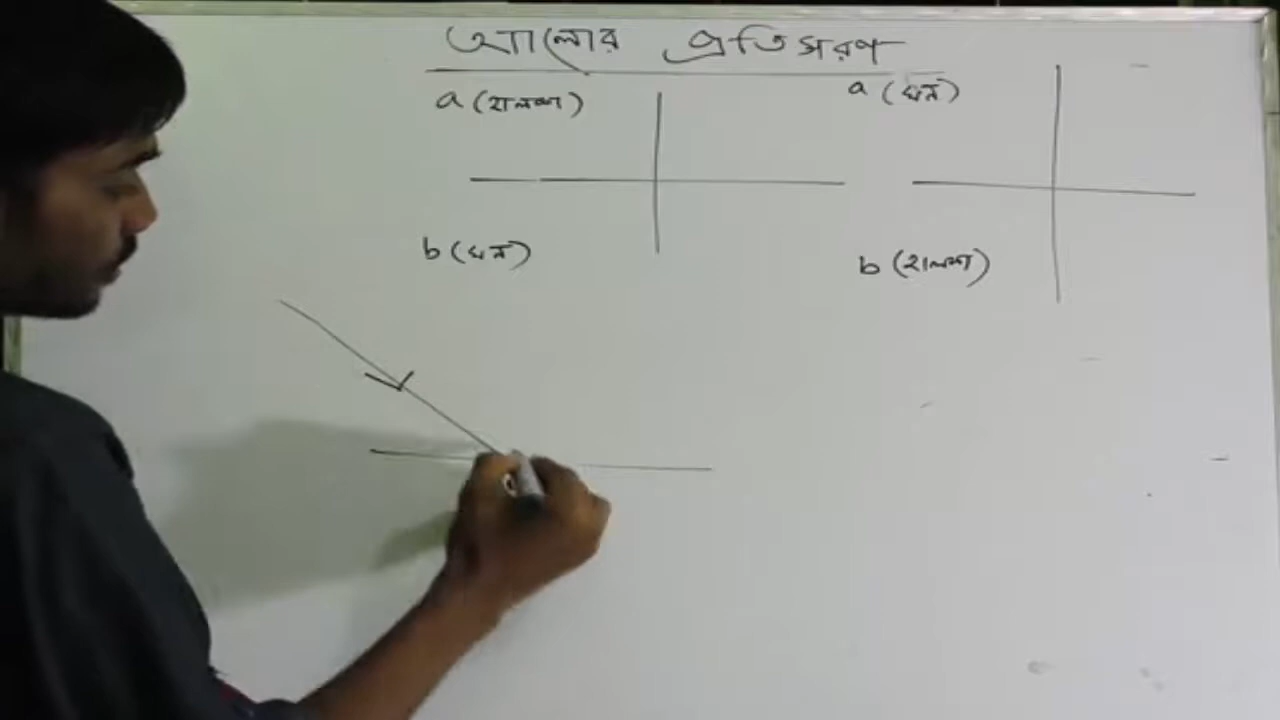 আলোর প্রতিসরণ
a (হালকা)
a (ঘন)
b (ঘন)
b (হালকা)